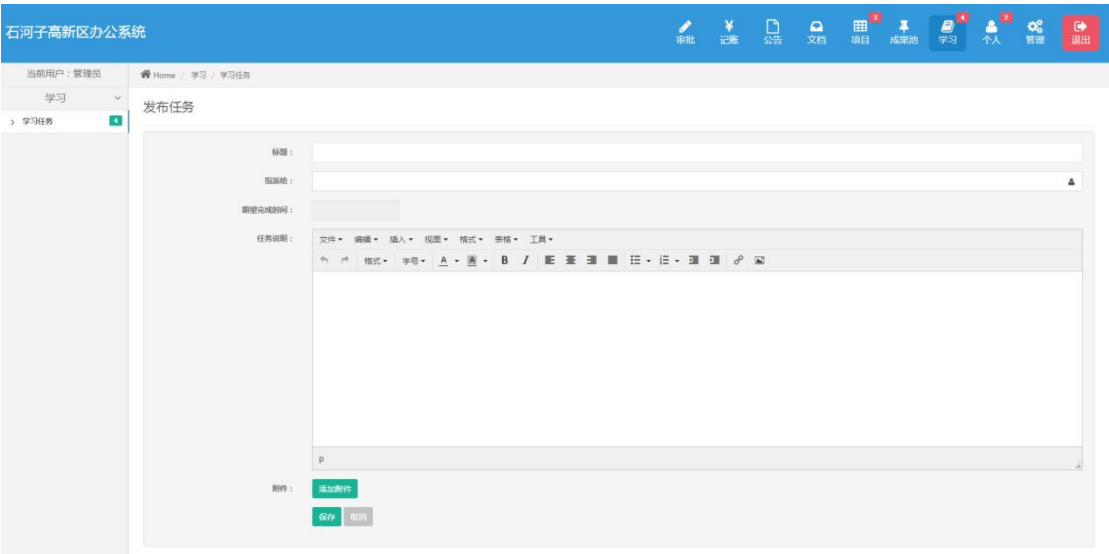 石河子高新区办公系统
审批 记账 公告 文档 项目 3 成果池 学习 4 个人 2 管理 退出
当前用户：管理员
Home / 学习 / 学习任务
学习
发布任务
学习任务 4
标题：
指派给：
期望完成时间：
任务说明：
文件 编辑 插入 视图 格式 表格 工具
格式 字号 A A B I
p
附件：
添加附件
保存 取消